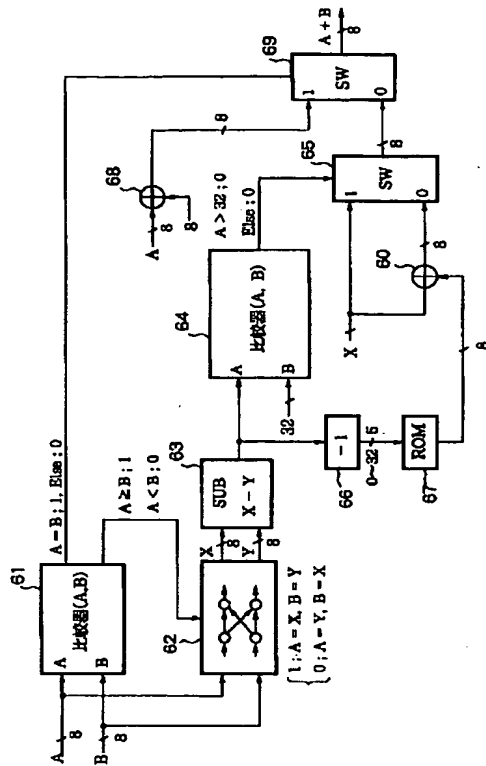 61
比較器(A,B)
A
B
A
8
B
8
A = B ; 1, Else ; 0
A ≧ B ; 1
A < B ; 0
62
1 ; A = X, B = Y
0 ; A = Y, B = X
X
8
Y
8
63
SUB
X − Y
64
比較器(A, B)
A
B
32
A > 32 ; 0
Else ; 0
66
− 1
0~32
67
ROM
8
60
8
X
65
1
SW
0
8
68
A
8
8
8
69
1
SW
0
A + B
8